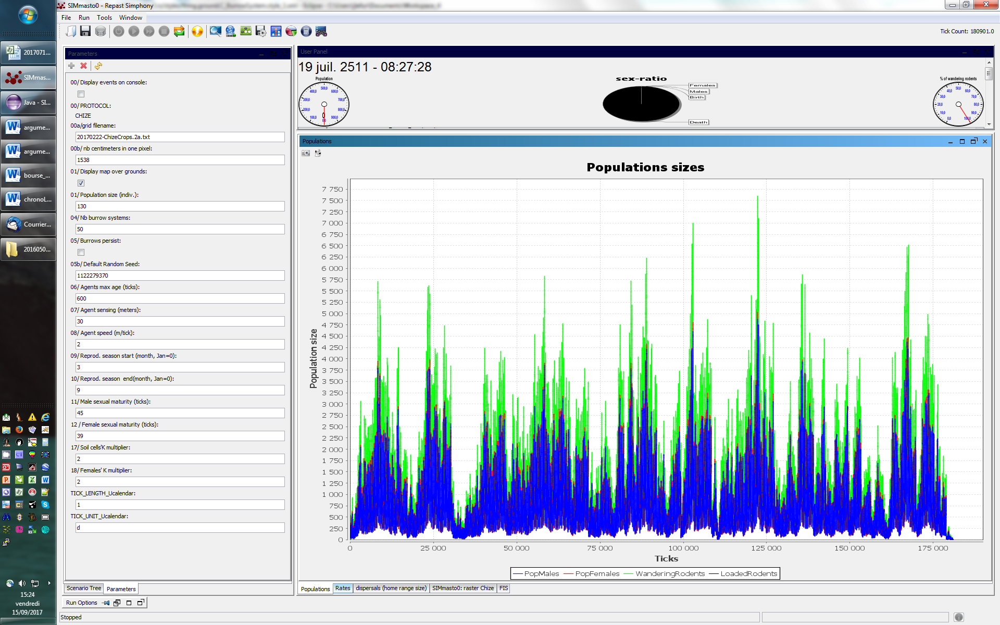 SIMmasto0 - Repast Simphony
File Run Tools Window
Tick Count: 180901.0
2017071...
SIMmas...
Java - SI...
argume...
argume...
bourse_...
chronoL...
Courrier...
2016050...
15:24
vendredi
15/09/2017
Parameters
00/ Display events on console:
00/ PROTOCOL:
CHIZE
00a/grid filename:
20170222-ChizeCrops.2a.txt
00b/ nb centimeters in one pixel:
1538
01/ Display map over grounds:
01/ Population size (indiv.):
130
04/ Nb burrow systems:
50
05/ Burrows persist:
05b/ Default Random Seed:
1122279370
06/ Agents max age (ticks):
600
07/ Agent sensing (meters):
30
08/ Agent speed (m/tick):
2
09/ Reprod. season start (month, Jan=0):
3
10/ Reprod. season end(month, Jan=0):
9
11/ Male sexual maturity (ticks):
45
12 / Female sexual maturity (ticks):
39
17/ Soil cells'K multiplier:
2
18/ Females' K multiplier:
2
TICK_LENGTH_Ucalendar:
1
TICK_UNIT_Ucalendar:
d
Scenario Tree Parameters
Run Options
Stopped
User Panel
19 juil. 2511 - 08:27:28
Population
0,0 100,0 200,0 300,0 400,0 500,0 600,0 700,0 800,0 900,0
0
sex-ratio
Females
Males
Birth
Death
% of wandering rodents
0,0 10,0 20,0 30,0 40,0 50,0 60,0 70,0 80,0 90,0 100,0
Populations
Populations sizes
7 750
7 500
7 250
7 000
6 750
6 500
6 250
6 000
5 750
5 500
5 250
5 000
4 750
4 500
4 250
4 000
3 750
3 500
3 250
3 000
2 750
2 500
2 250
2 000
1 750
1 500
1 250
1 000
750
500
250
0
Population size
0 25 000 50 000 75 000 100 000 125 000 150 000 175 000
Ticks
PopMales PopFemales WanderingRodents LoadedRodents
Populations Rates dispersals (home range size) SIMmasto0: raster Chize FIS